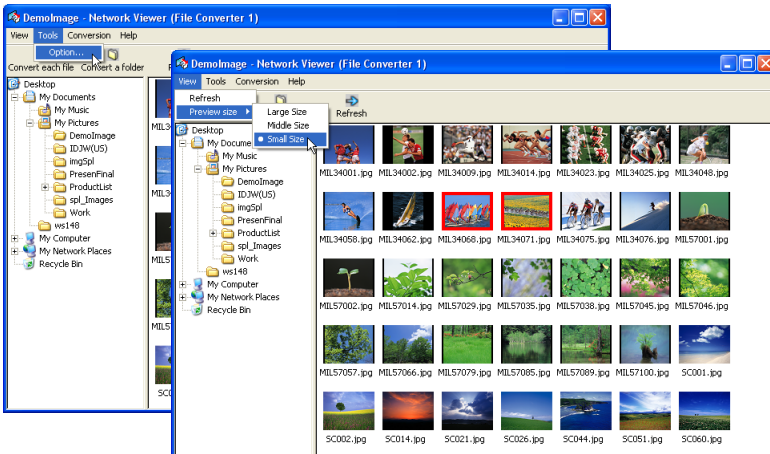 DemoImage - Network Viewer (File Converter 1)
View Tools Conversion Help
Option...
Convert each file Convert a folder
Desktop
My Documents
My Music
My Pictures
DemoImage
IDJW(US)
imgSpl
PresenFinal
ProductList
spl_Images
Work
ws148
My Computer
My Network Places
Recycle Bin
DemoImage - Network Viewer (File Converter 1)
View Tools Conversion Help
Refresh
Preview size
Large Size
Middle Size
Small Size
Refresh
Desktop
My Docume
My Music
My Pictures
DemoImage
IDJW(US)
imgSpl
PresenFinal
ProductList
spl_Images
Work
ws148
My Computer
My Network Places
Recycle Bin
MIL34001.jpg MIL34002.jpg MIL34009.jpg MIL34014.jpg MIL34023.jpg MIL34025.jpg MIL34048.jpg
MIL34058.jpg MIL34062.jpg MIL34068.jpg MIL34071.jpg MIL34075.jpg MIL34076.jpg MIL57001.jpg
MIL57002.jpg MIL57014.jpg MIL57029.jpg MIL57035.jpg MIL57038.jpg MIL57045.jpg MIL57046.jpg
MIL57057.jpg MIL57066.jpg MIL57079.jpg MIL57085.jpg MIL57089.jpg MIL57100.jpg SC001.jpg
SC002.jpg SC014.jpg SC021.jpg SC026.jpg SC044.jpg SC051.jpg SC060.jpg